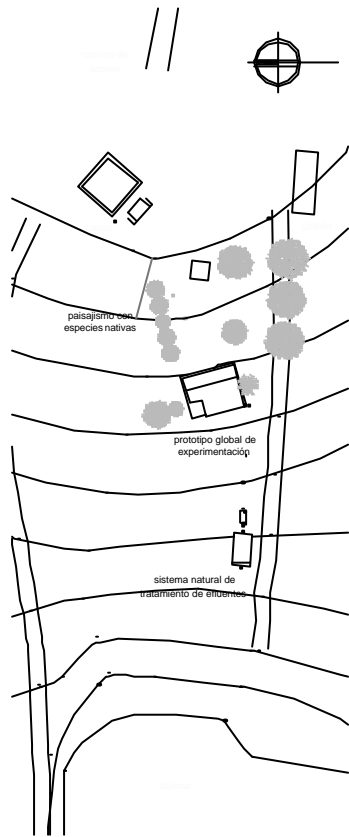 paisajismo con
especies nativas
prototipo global de
experimentación
sistema natural de
tratamiento de efluentes